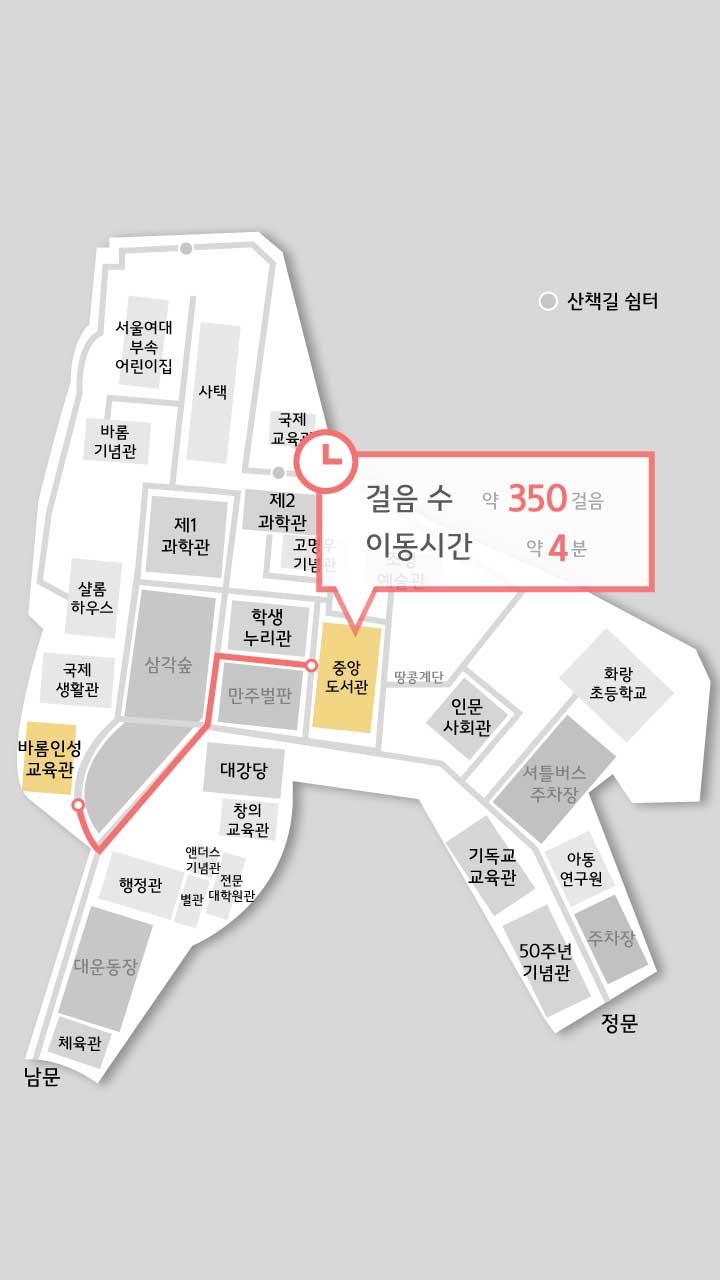 산책길 쉼터
서울여대
부속
어린이집
사택
바롬
기념관
국제
교육관
걸음 수 약 350 걸음
이동시간 약 4 분
제1
과학관
제2
과학관
고명우
기념관
예술관
샬롬
하우스
학생
누리관
삼각숲
만주벌판
중앙
도서관
땅콩계단
국제
생활관
인문
사회관
화랑
초등학교
바롬인성
교육관
대강당
셔틀버스
주차장
창의
교육관
앤더스
기념관
행정관
별관
전문
대학원관
기독교
교육관
아동
연구원
대운동장
50주년
기념관
주차장
체육관
정문
남문